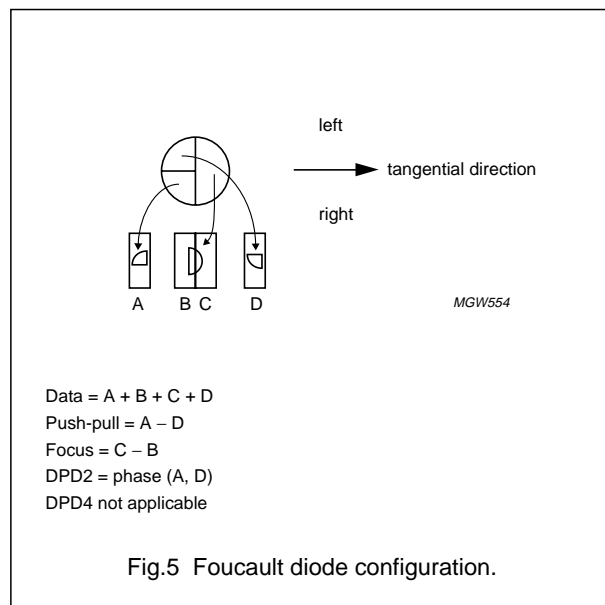 left
tangential direction
right
A B C D
MGW554
Data = A + B + C + D
Push-pull = A − D
Focus = C − B
DPD2 = phase (A, D)
DPD4 not applicable
Fig.5 Foucault diode configuration.